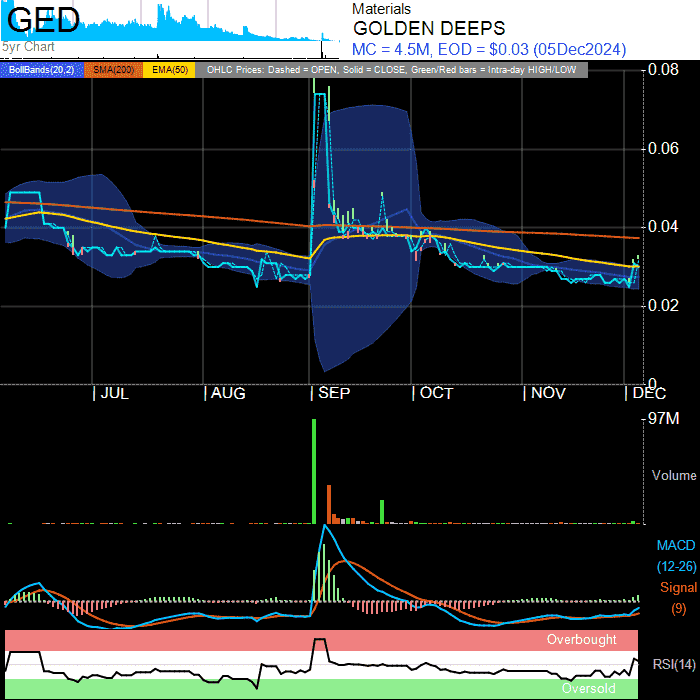 GED
5yr Chart
Materials
GOLDEN DEEPS
MC = 4.5M, EOD = $0.03 (05Dec2024)
BollBands(20,2) SMA(200) EMA(50) OHLC Prices: Dashed = OPEN, Solid = CLOSE, Green/Red bars = Intra-day HIGH/LOW
0.08
0.06
0.04
0.02
0
JUL AUG SEP OCT NOV DEC
97M
Volume
MACD
(12-26)
Signal
(9)
Overbought
RSI(14)
Oversold